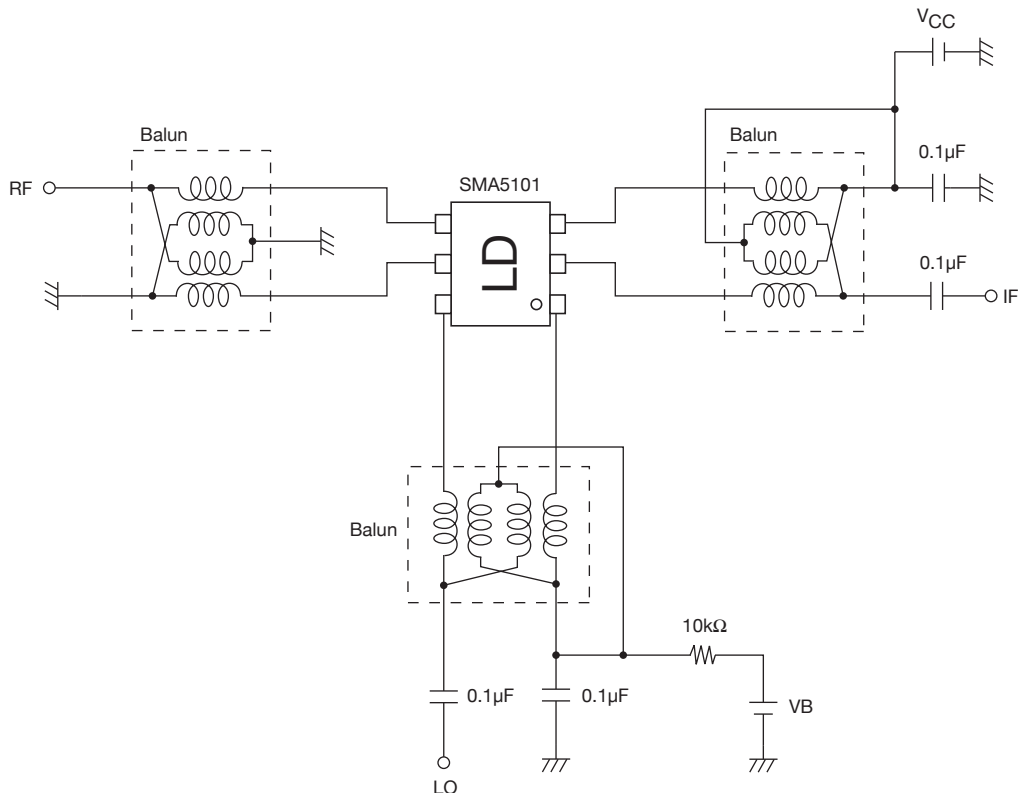 VCC
Balun
Balun
0.1µF
RF
SMA5101
LD
0.1µF
IF
Balun
10kΩ
0.1µF
0.1µF
VB
LO